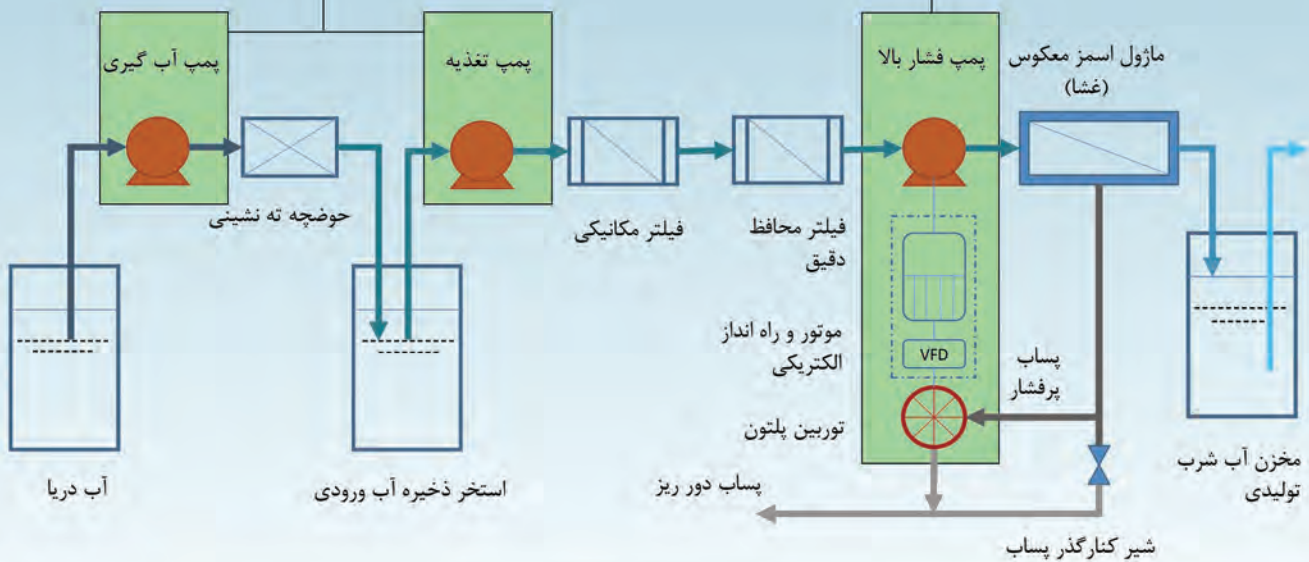 پمپ آب گیری
پمپ تغذیه
پمپ فشار بالا
ماژول اسمز معکوس
(غشا)
حوضچه ته نشینی
فیلتر مکانیکی
فیلتر محافظ
دقیق
موتور و راه انداز
الکتریکی
VFD
پساب
پرفشار
توربین پلتون
آب دریا
استخر ذخیره آب ورودی
پساب دور ریز
مخزن آب شرب
تولیدی
شیر کنارگذر پساب